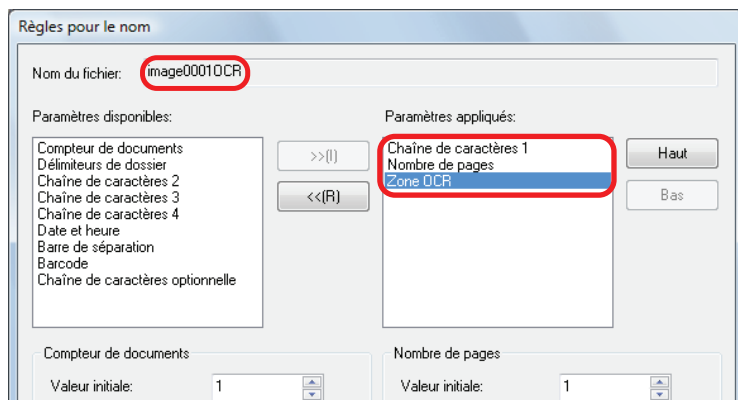 Règles pour le nom
Nom du fichier: image0001OCR
Paramètres disponibles:
Compteur de documents
Délimiteurs de dossier
Chaîne de caractères 2
Chaîne de caractères 3
Chaîne de caractères 4
Date et heure
Barre de séparation
Barcode
Chaîne de caractères optionnelle
>>(I)
<<(R)
Paramètres appliqués:
Chaîne de caractères 1
Nombre de pages
Zone OCR
Haut
Bas
Compteur de documents
Valeur initiale: 1
Nombre de pages
Valeur initiale: 1